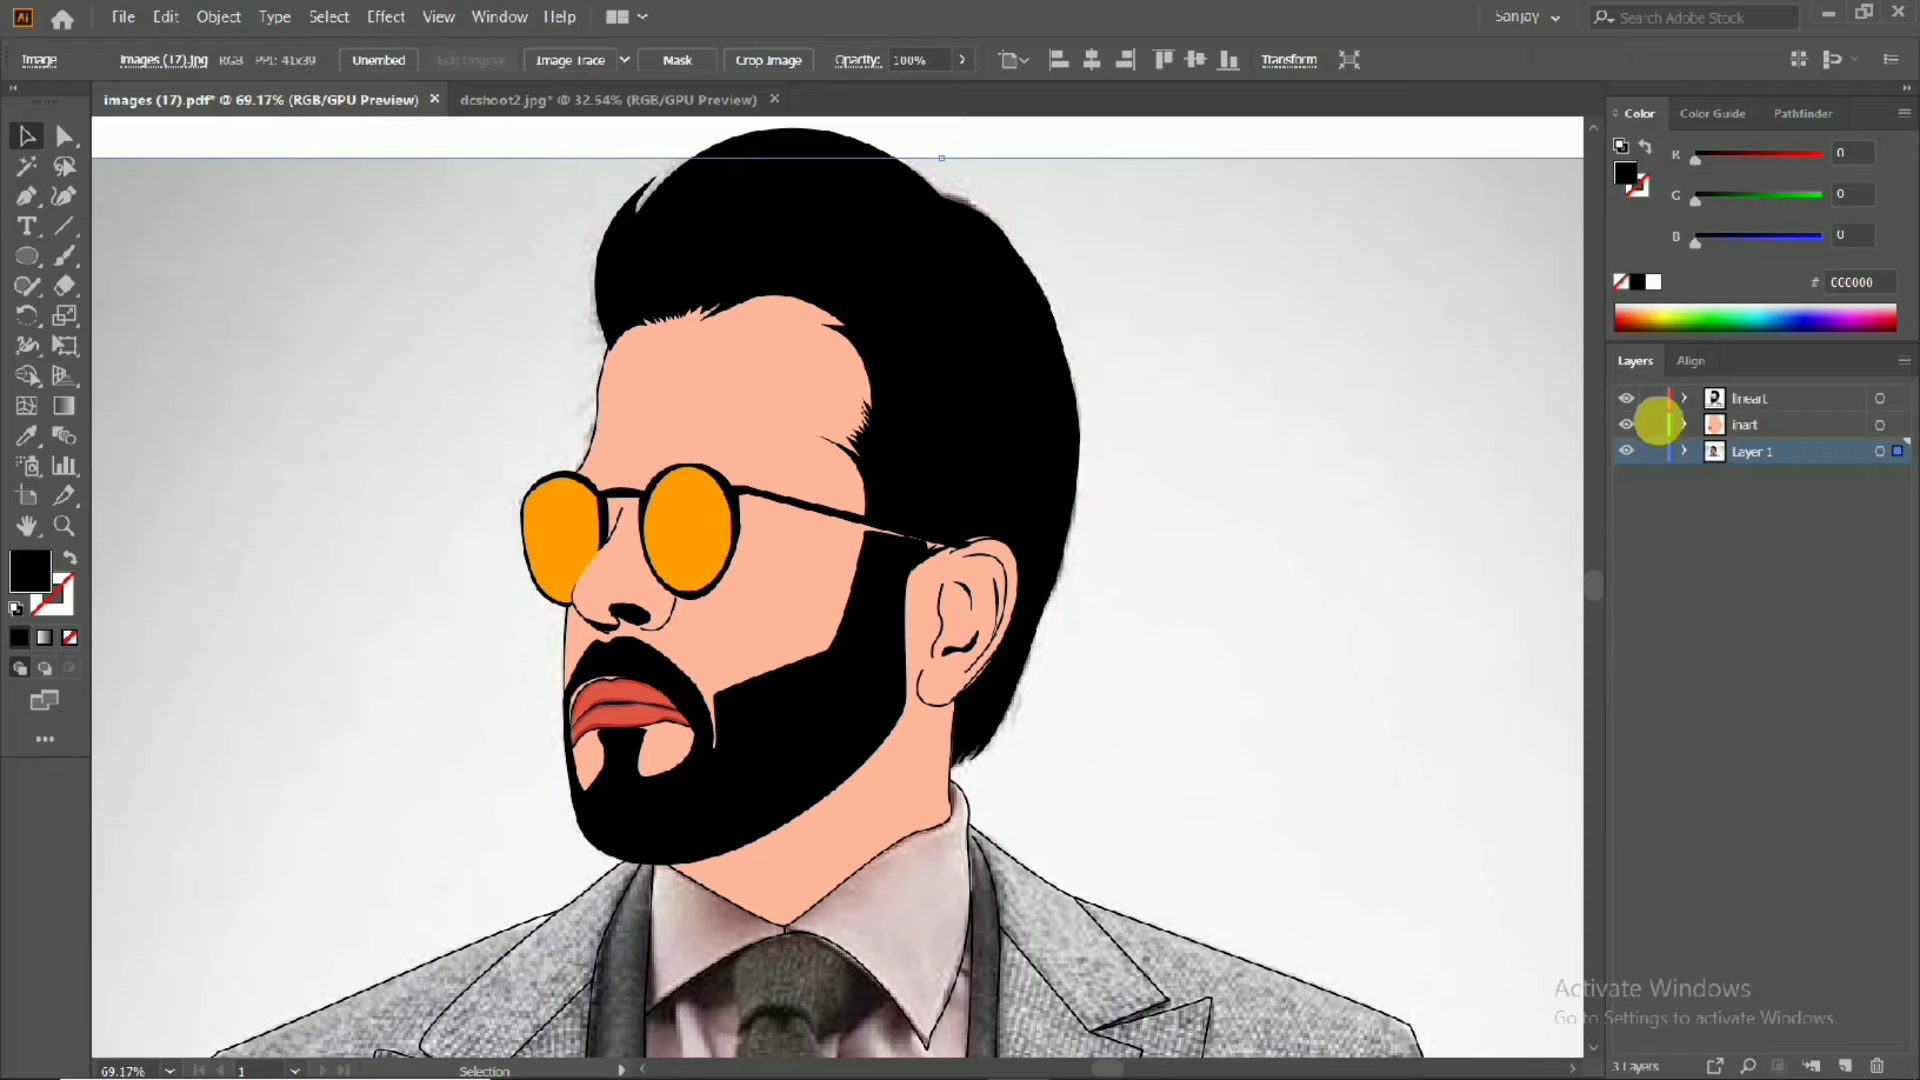 Ai File Edit Object Type Select Effect View Window Help Sanjay Search Adobe Stock
Image images (17).jpg RGB PPI: 41x39 Unembed Edit Original Image Trace Mask Crop Image Opacity: 100% Transform
images (17).pdf* @ 69.17% (RGB/GPU Preview) × dcshoot2.jpg* @ 32.54% (RGB/GPU Preview) ×
Color Color Guide Pathfinder
R 0
G 0
B 0
# 000000
Layers Align
lineart
inart
Layer 1
Activate Windows
Go to Settings to activate Windows.
3 Layers
69.17% 1 Selection